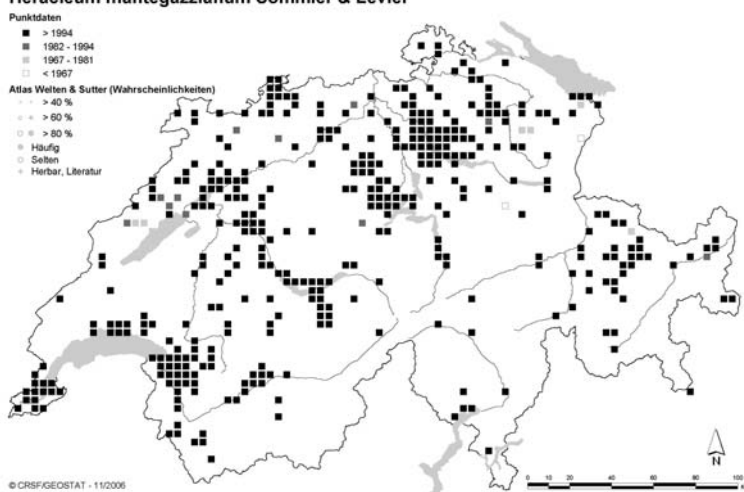 Heracleum mantegazzianum Sommier & Levier
Punktdaten
> 1994
1982 - 1994
1967 - 1981
< 1967
Atlas Welten & Sutter (Wahrscheinlichkeiten)
> 40 %
> 60 %
> 80 %
Häufig
Selten
Herbar, Literatur
N
0 10 20 40 60 80 100
© CRSF/GEOSTAT - 11/2006